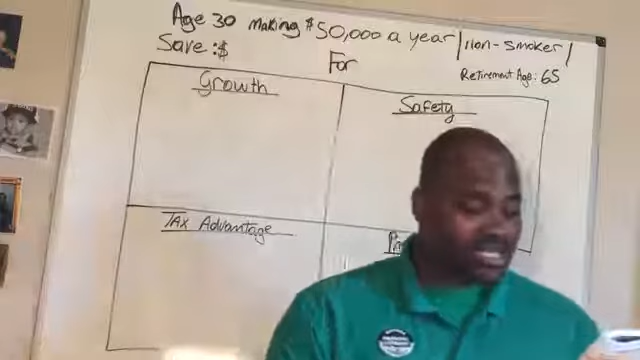 Age 30 making $50,000 a year/non-smoker/
Save: $
For
Retirement Age: 65
Growth
Safety
TAX Advantage